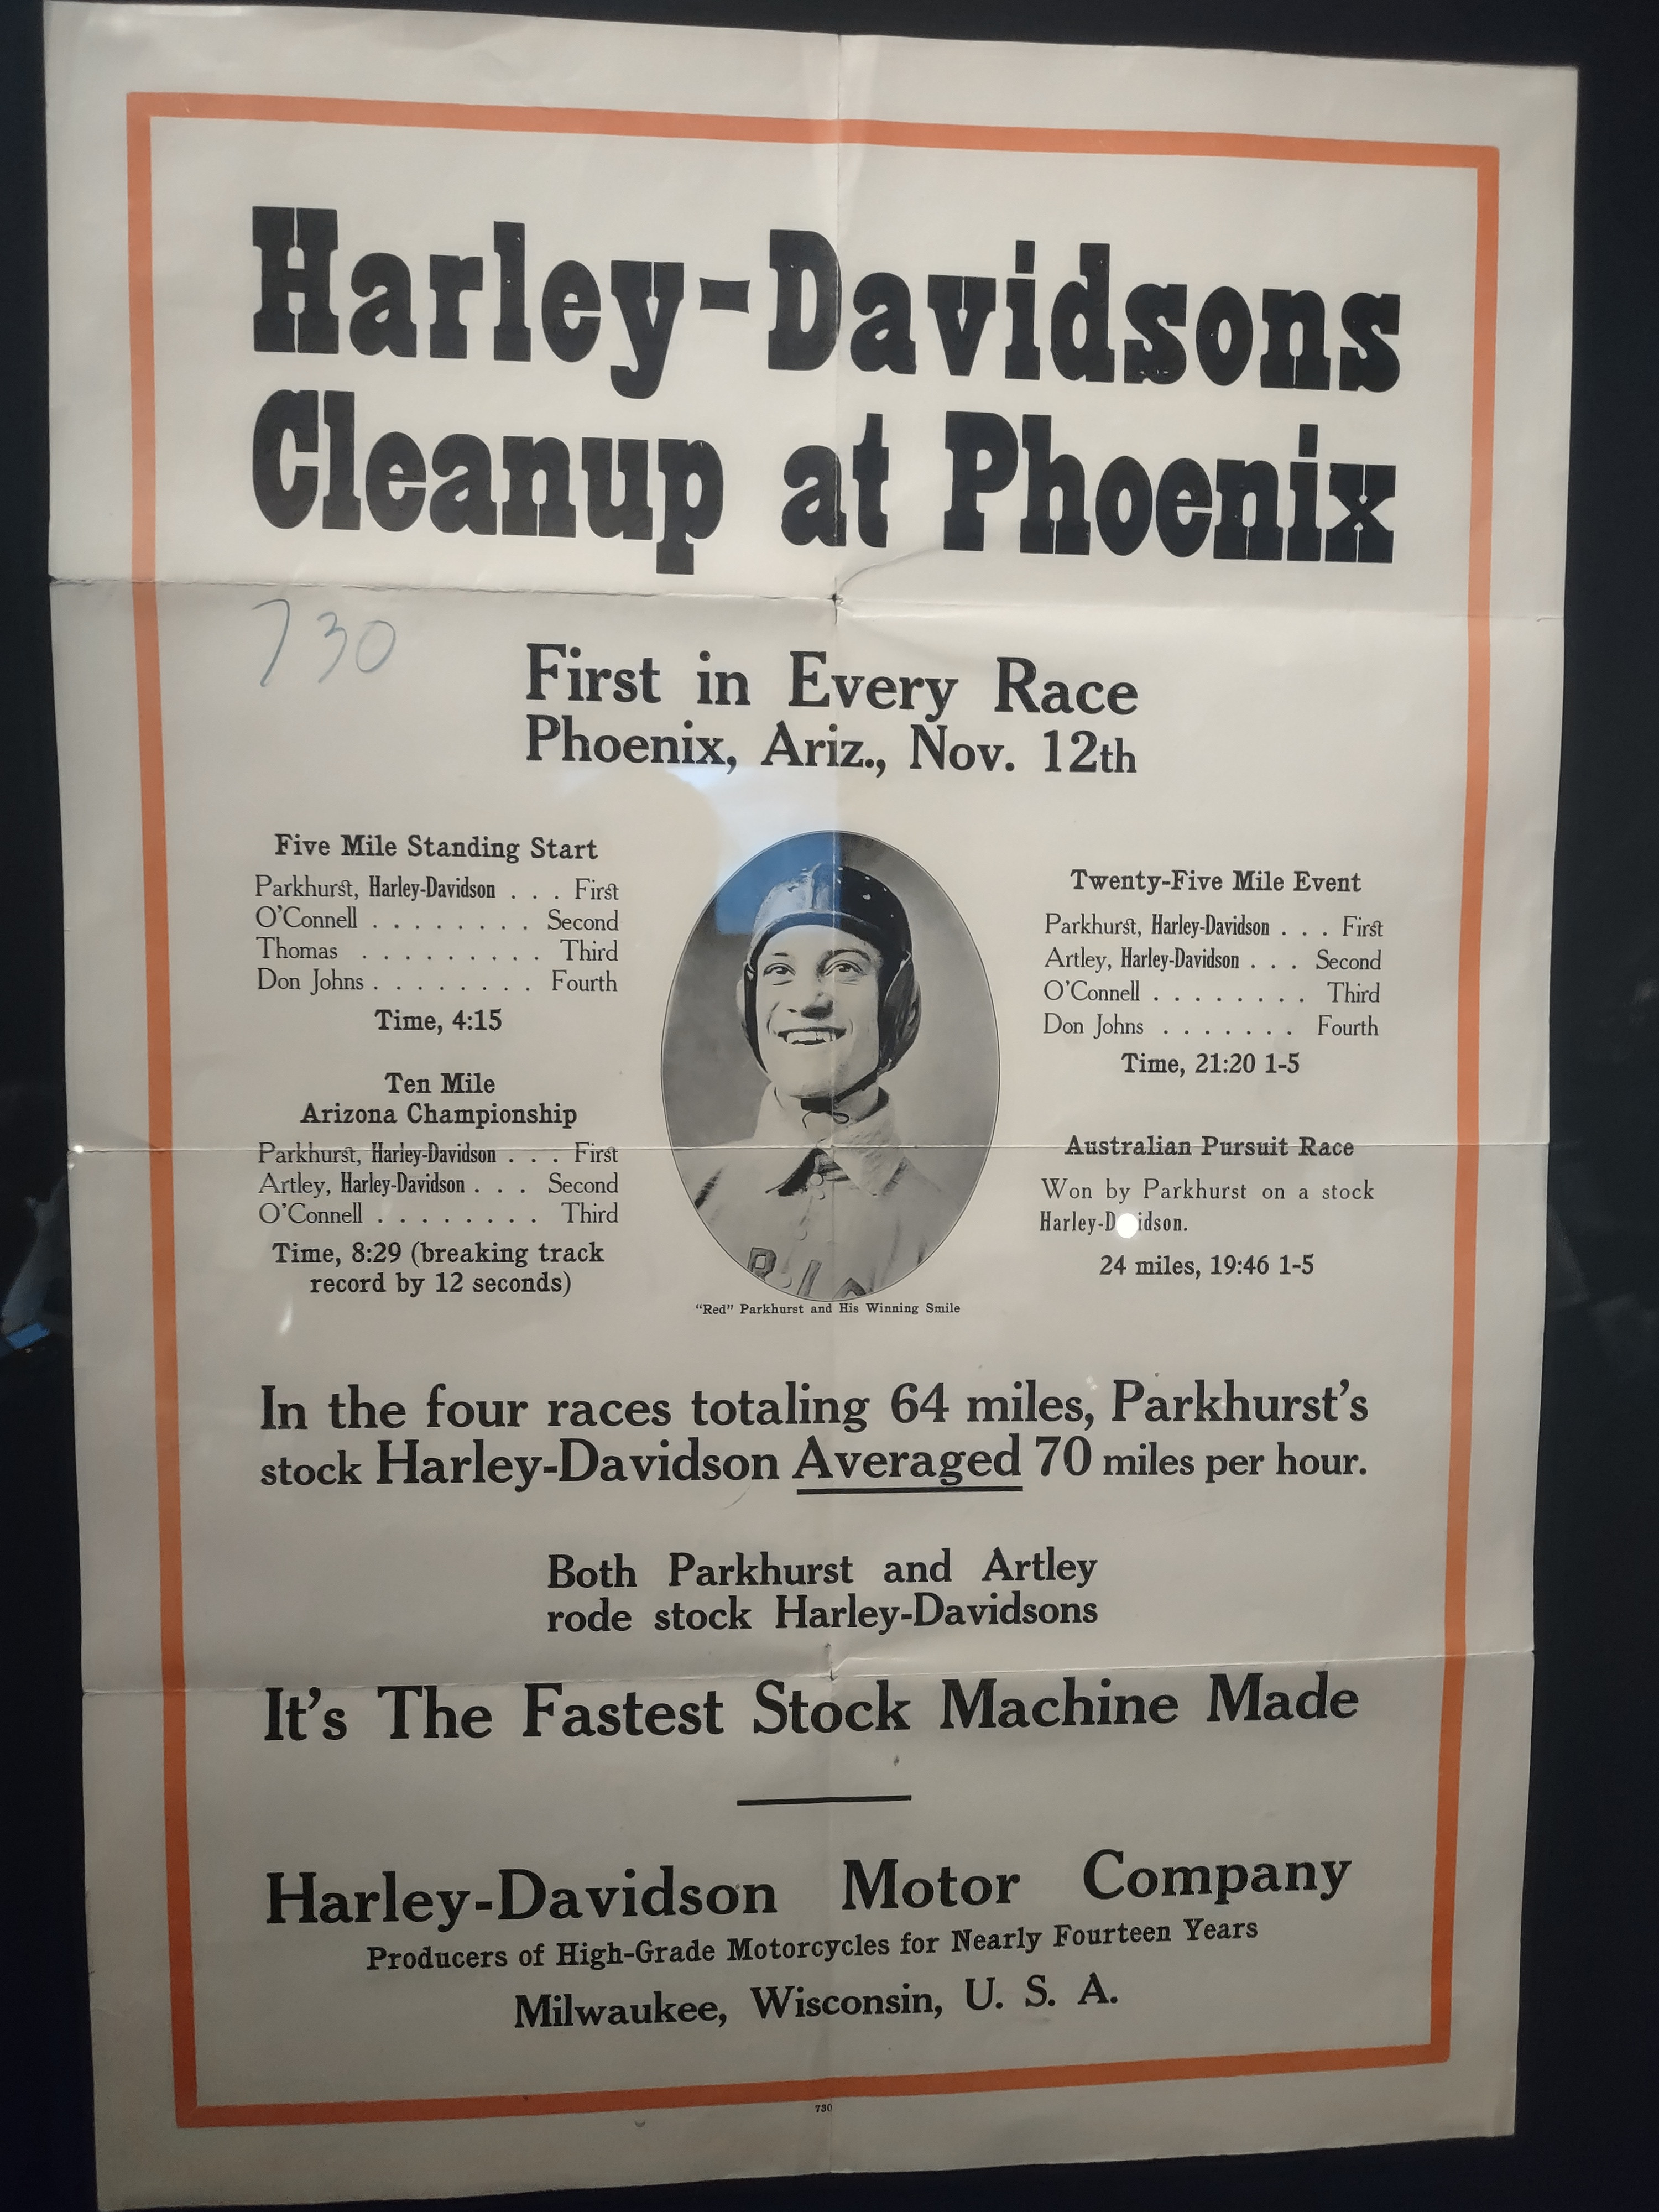 Harley-Davidsons
Cleanup at Phoenix
730
First in Every Race
Phoenix, Ariz., Nov. 12th
Five Mile Standing Start
Parkhurst, Harley-Davidson . . . First
O'Connell . . . . . . . . Second
Thomas . . . . . . . . . Third
Don Johns . . . . . . . . Fourth
Time, 4:15
Ten Mile
Arizona Championship
Parkhurst, Harley-Davidson . . . First
Artley, Harley-Davidson . . . Second
O'Connell . . . . . . . . Third
Time, 8:29 (breaking track
record by 12 seconds)
"Red" Parkhurst and His Winning Smile
Twenty-Five Mile Event
Parkhurst, Harley-Davidson . . . First
Artley, Harley-Davidson . . . Second
O'Connell . . . . . . . . Third
Don Johns . . . . . . . Fourth
Time, 21:20 1-5
Australian Pursuit Race
Won by Parkhurst on a stock
Harley-Davidson.
24 miles, 19:46 1-5
In the four races totaling 64 miles, Parkhurst's
stock Harley-Davidson Averaged 70 miles per hour.
Both Parkhurst and Artley
rode stock Harley-Davidsons
It's The Fastest Stock Machine Made
Harley-Davidson Motor Company
Producers of High-Grade Motorcycles for Nearly Fourteen Years
Milwaukee, Wisconsin, U. S. A.
730